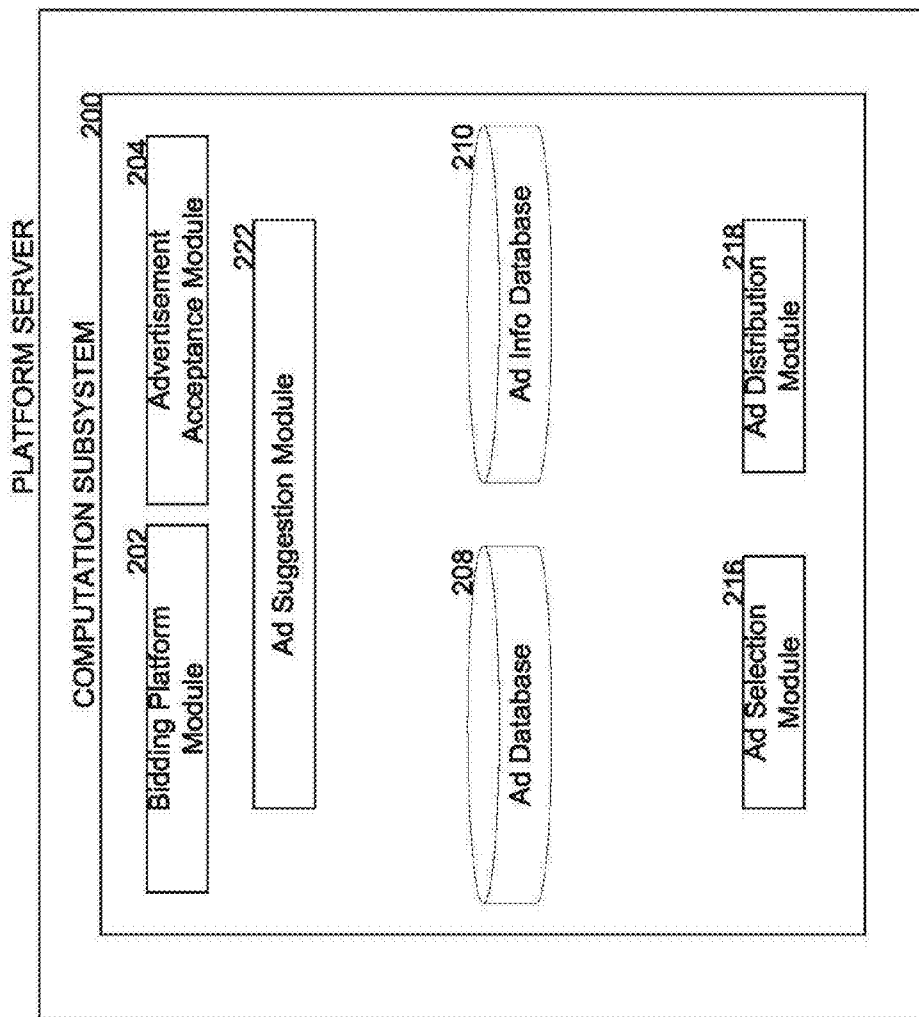 PLATFORM SERVER
COMPUTATION SUBSYSTEM
200
202
Bidding Platform
Module
204
Advertisement
Acceptance Module
222
Ad Suggestion Module
208
Ad Database
210
Ad Info Database
216
Ad Selection
Module
218
Ad Distribution
Module